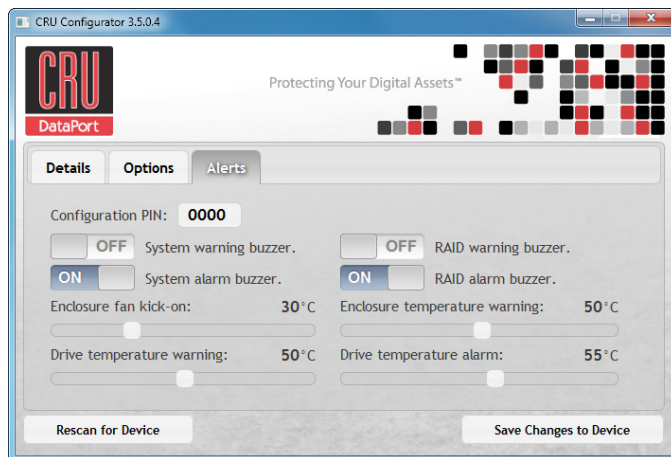 CRU Configurator 3.5.0.4
CRU
DataPort
Protecting Your Digital Assets™
Details Options Alerts
Configuration PIN: 0000
OFF System warning buzzer. OFF RAID warning buzzer.
ON System alarm buzzer. ON RAID alarm buzzer.
Enclosure fan kick-on: 30°C Enclosure temperature warning: 50°C
Drive temperature warning: 50°C Drive temperature alarm: 55°C
Rescan for Device Save Changes to Device